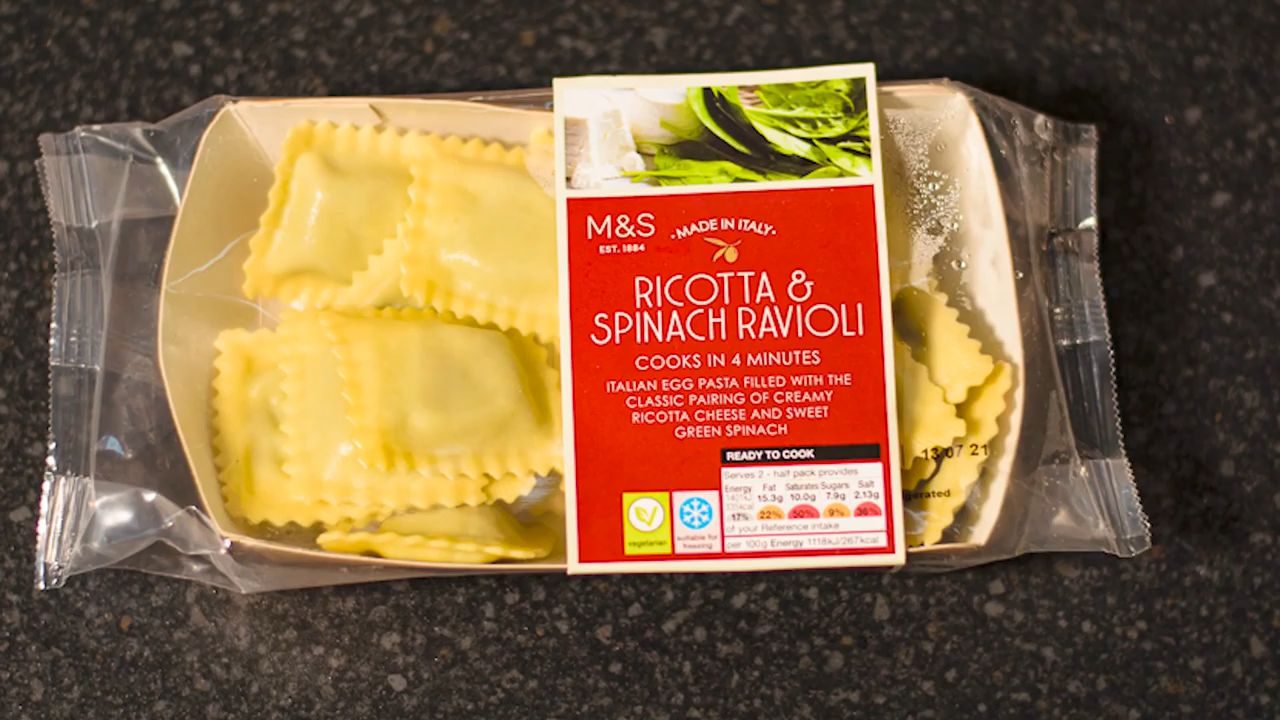 M&S
EST. 1884
·MADE IN ITALY·
RICOTTA &
SPINACH RAVIOLI
COOKS IN 4 MINUTES
ITALIAN EGG PASTA FILLED WITH THE
CLASSIC PAIRING OF CREAMY
RICOTTA CHEESE AND SWEET
GREEN SPINACH
READY TO COOK
Serves 2 - half pack provides
Energy Fat Saturates Sugars Salt
15.3g 10.0g 7.9g 2.13g
17% 22% 50% 9% 36%
of your Reference intake
per 100g Energy 1118kJ/267kcal
vegetarian
suitable for
freezing
13 07 21